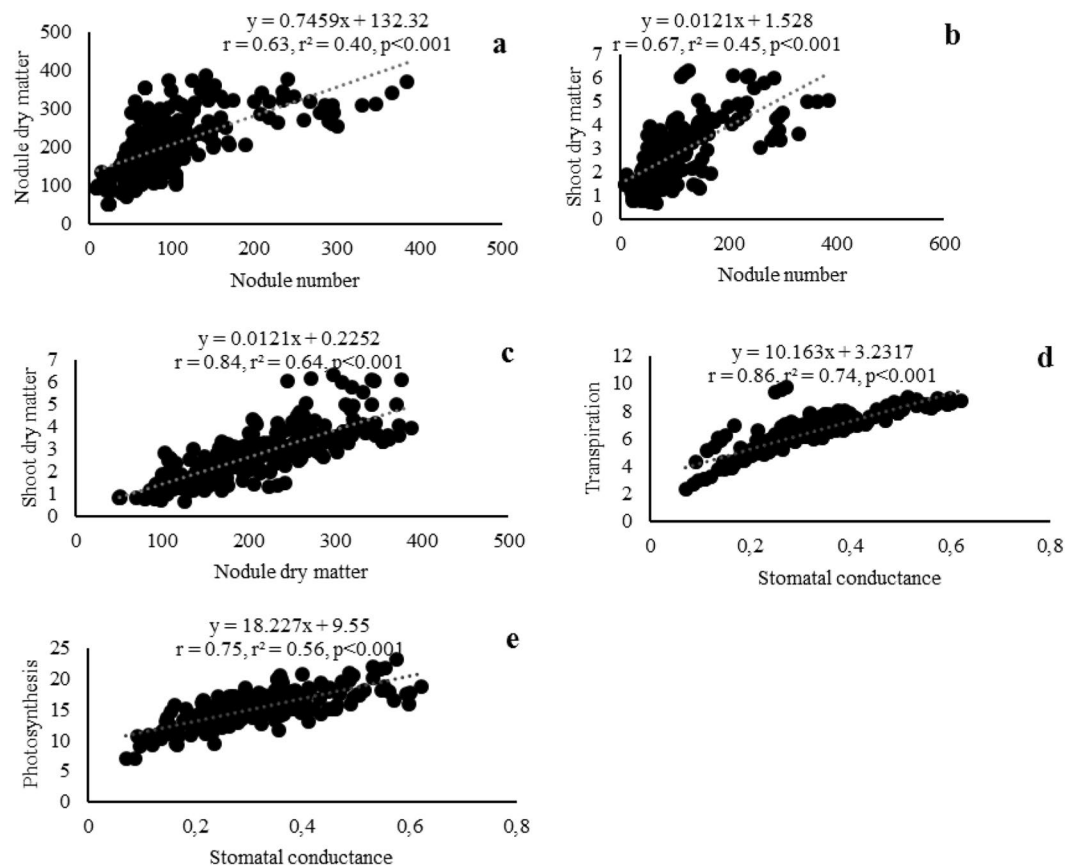 y = 0.7459x + 132.32
r = 0.63, r² = 0.40, p<0.001
a
500
400
300
200
100
0
Nodule dry matter
0 100 200 300 400 500
Nodule number
y = 0.0121x + 1.528
r = 0.67, r² = 0.45, p<0.001
b
7
6
5
4
3
2
1
0
Shoot dry matter
0 200 400 600
Nodule number
y = 0.0121x + 0.2252
r = 0.84, r² = 0.64, p<0.001
c
7
6
5
4
3
2
1
0
Shoot dry matter
0 100 200 300 400 500
Nodule dry matter
y = 10.163x + 3.2317
r = 0.86, r² = 0.74, p<0.001
d
12
10
8
6
4
2
0
Transpiration
0 0,2 0,4 0,6 0,8
Stomatal conductance
y = 18.227x + 9.55
r = 0.75, r² = 0.56, p<0.001
e
25
20
15
10
5
0
Photosynthesis
0 0,2 0,4 0,6 0,8
Stomatal conductance